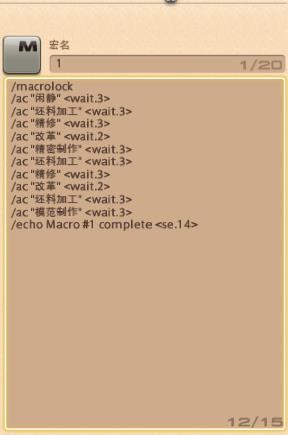 M
宏名
1
1/20
/macrolock
/ac "闲静" <wait.3>
/ac "坯料加工" <wait.3>
/ac "精修" <wait.3>
/ac "改革" <wait.2>
/ac "精密制作" <wait.3>
/ac "坯料加工" <wait.3>
/ac "精修" <wait.3>
/ac "改革" <wait.2>
/ac "坯料加工" <wait.3>
/ac "模范制作" <wait.3>
/echo Macro #1 complete <se.14>
12/15